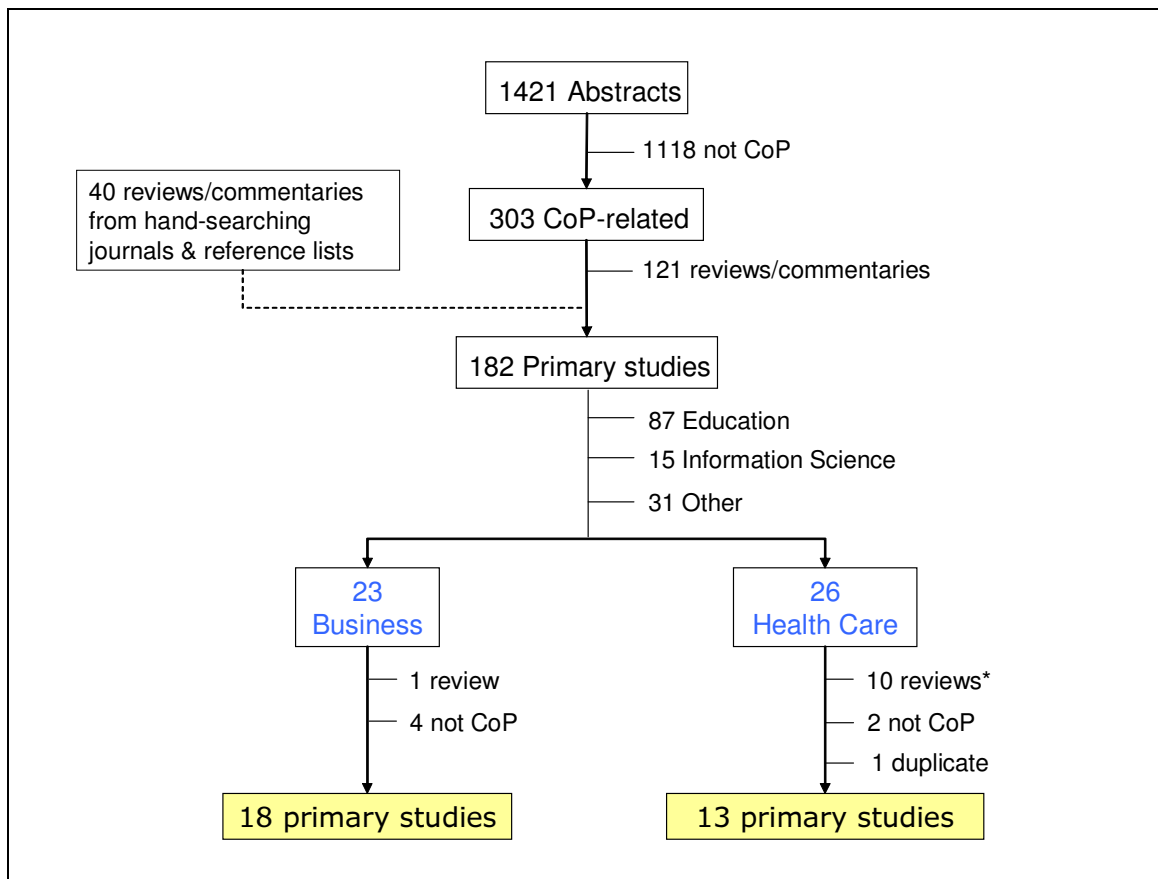 1421 Abstracts
1118 not CoP
40 reviews/commentaries
from hand-searching
journals & reference lists
303 CoP-related
121 reviews/commentaries
182 Primary studies
87 Education
15 Information Science
31 Other
23
Business
26
Health Care
1 review
4 not CoP
10 reviews*
2 not CoP
1 duplicate
18 primary studies
13 primary studies